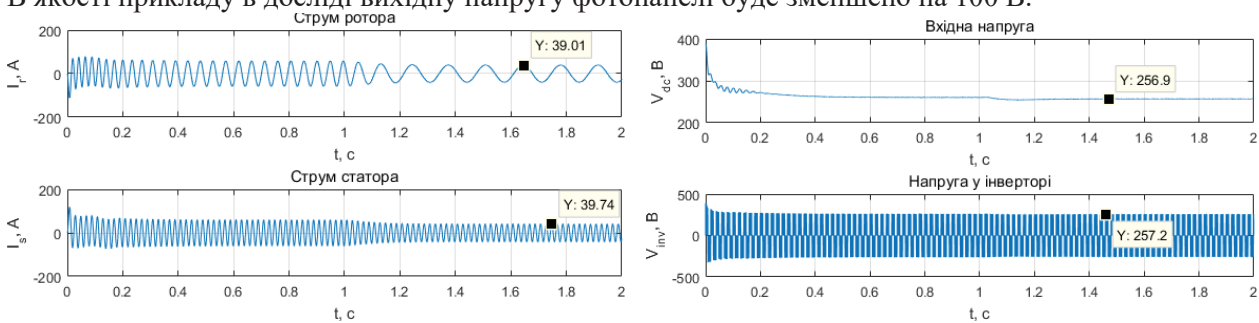 В якості прикладу в досліді вихідну напругу фотопанелі буде зменшено на 100 В.
Струм ротора
200
0
-200
I_r, А
Y: 39.01
0 0.2 0.4 0.6 0.8 1 1.2 1.4 1.6 1.8 2
t, с
Струм статора
200
0
-200
I_s, А
Y: 39.74
0 0.2 0.4 0.6 0.8 1 1.2 1.4 1.6 1.8 2
t, с
Вхідна напруга
400
300
200
V_dc, В
Y: 256.9
0 0.2 0.4 0.6 0.8 1 1.2 1.4 1.6 1.8 2
t, с
Напруга у інверторі
500
0
-500
V_inv, В
Y: 257.2
0 0.2 0.4 0.6 0.8 1 1.2 1.4 1.6 1.8 2
t, с